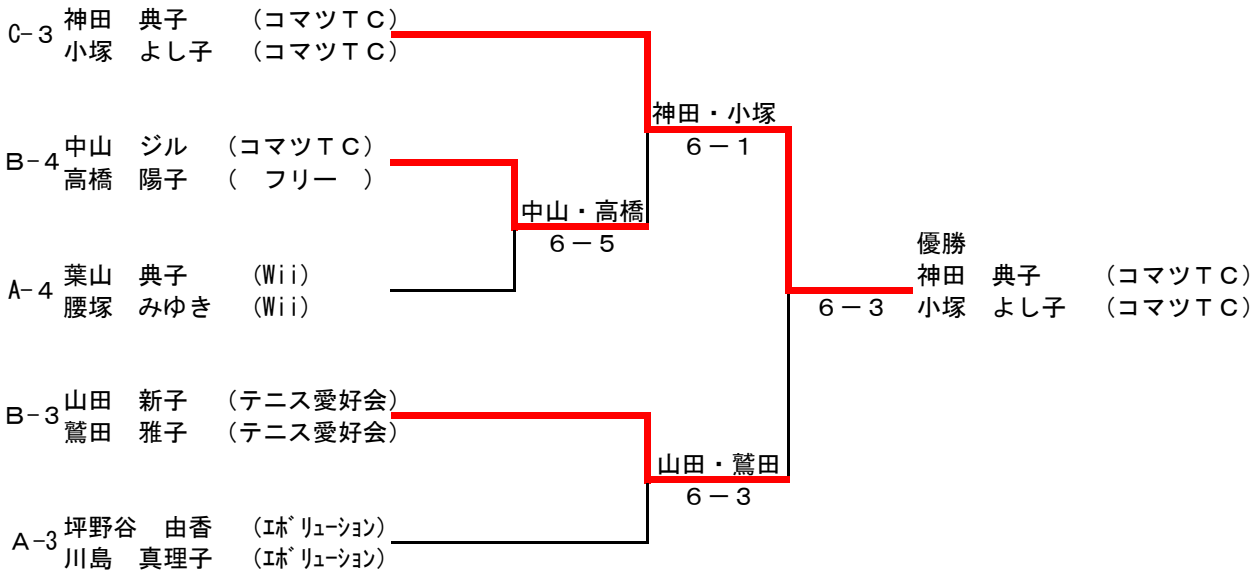 C-3 神田　典子　（コマツＴＣ）
小塚　よし子　（コマツＴＣ）
神田・小塚
６－１
B-4 中山　ジル　（コマツＴＣ）
高橋　陽子　（　フリー　）
中山・高橋
６－５
A-4 葉山　典子　（Wii）
腰塚　みゆき　（Wii）
優勝
神田　典子　（コマツＴＣ）
小塚　よし子　（コマツＴＣ）
６－３
B-3 山田　新子　（テニス愛好会）
鷲田　雅子　（テニス愛好会）
山田・鷲田
６－３
A-3 坪野谷　由香　（ｴﾎﾞﾘｭｰｼｮﾝ）
川島　真理子　（ｴﾎﾞﾘｭｰｼｮﾝ）